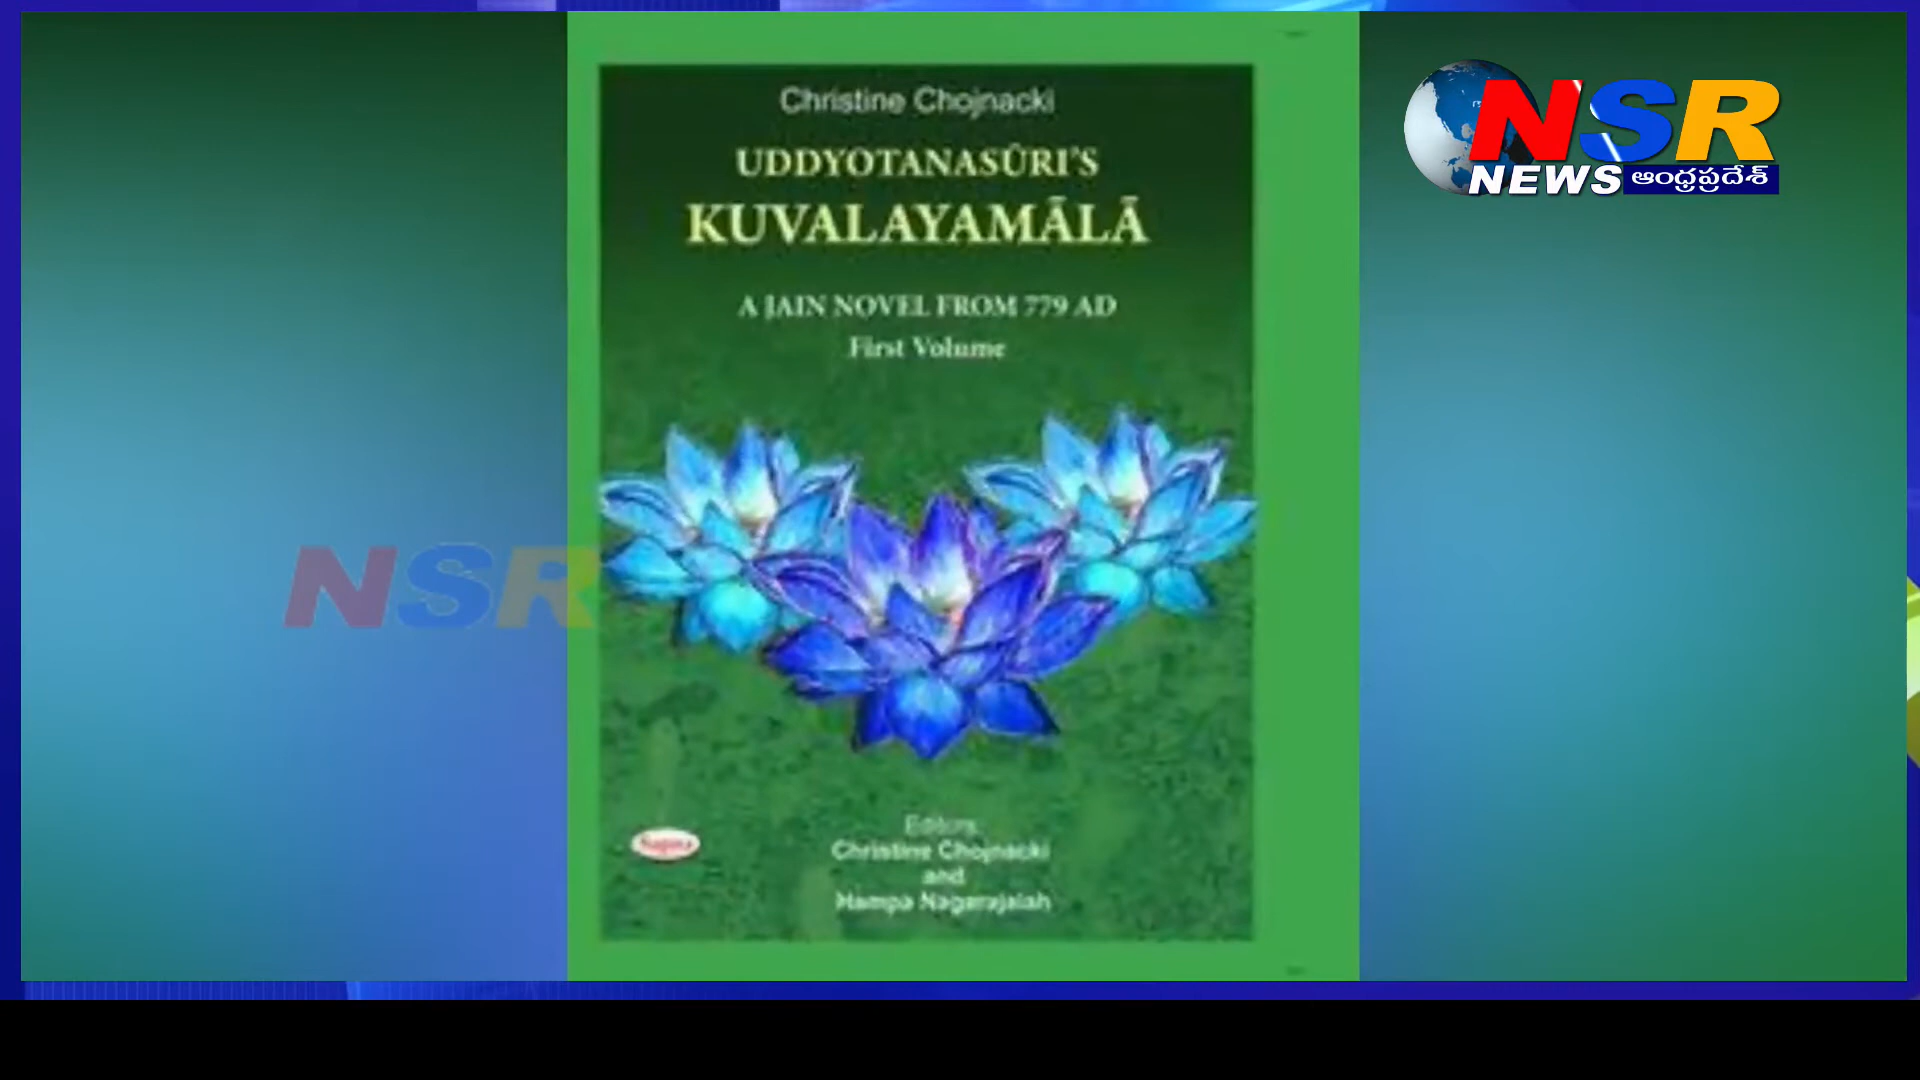 Christine Chojnacki
UDDYOTANASŪRI'S
KUVALAYAMĀLĀ
A JAIN NOVEL FROM 779 AD
First Volume
Editors
Christine Chojnacki
and
Hampa Nagarajaiah
NSR
NEWS ఆంధ్రప్రదేశ్
NSR